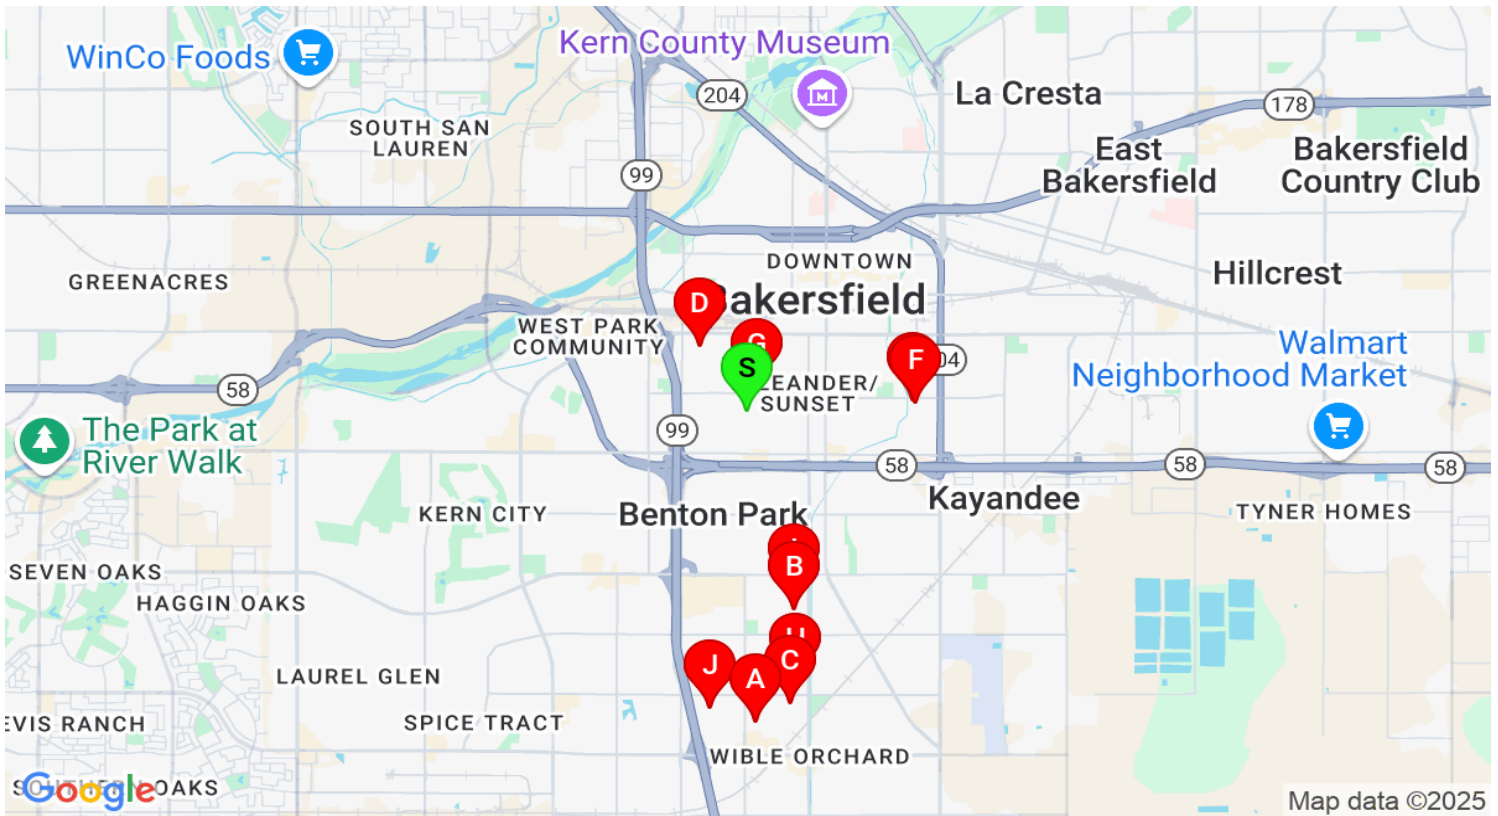 WinCo Foods
Kern County Museum
204
La Cresta
178
SOUTH SAN
LAUREN
East
Bakersfield
Bakersfield
Country Club
99
DOWNTOWN
GREENACRES
Hillcrest
D
akersfield
WEST PARK
COMMUNITY
G
S
F
04
Walmart
Neighborhood Market
58
EANDER/
SUNSET
The Park at
River Walk
99
58
58
58
KERN CITY
Benton Park
Kayandee
TYNER HOMES
B
SEVEN OAKS
HAGGIN OAKS
H
J
A
C
LAUREL GLEN
EVIS RANCH
SPICE TRACT
WIBLE ORCHARD
Google
OAKS
Map data ©2025